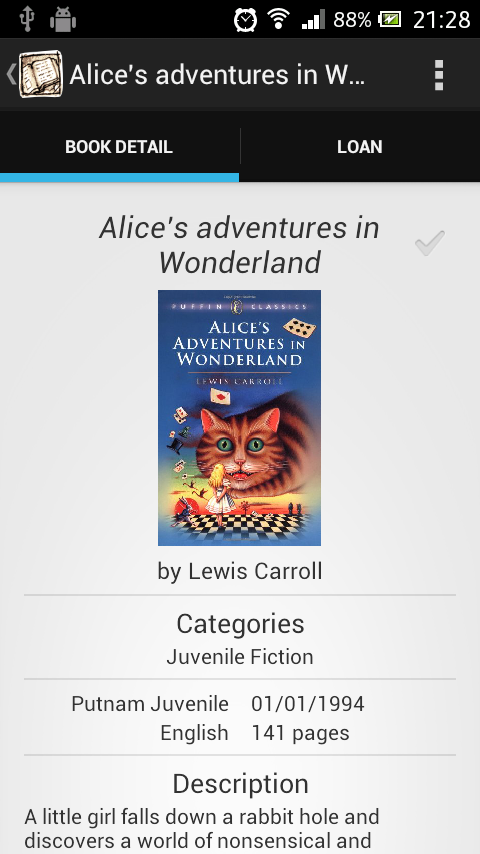 88% 21:28
Alice's adventures in W...
BOOK DETAIL LOAN
Alice's adventures in
Wonderland
PUFFIN CLASSICS
ALICE'S
ADVENTURES IN
WONDERLAND
LEWIS CARROLL
by Lewis Carroll
Categories
Juvenile Fiction
Putnam Juvenile 01/01/1994
English 141 pages
Description
A little girl falls down a rabbit hole and
discovers a world of nonsensical and